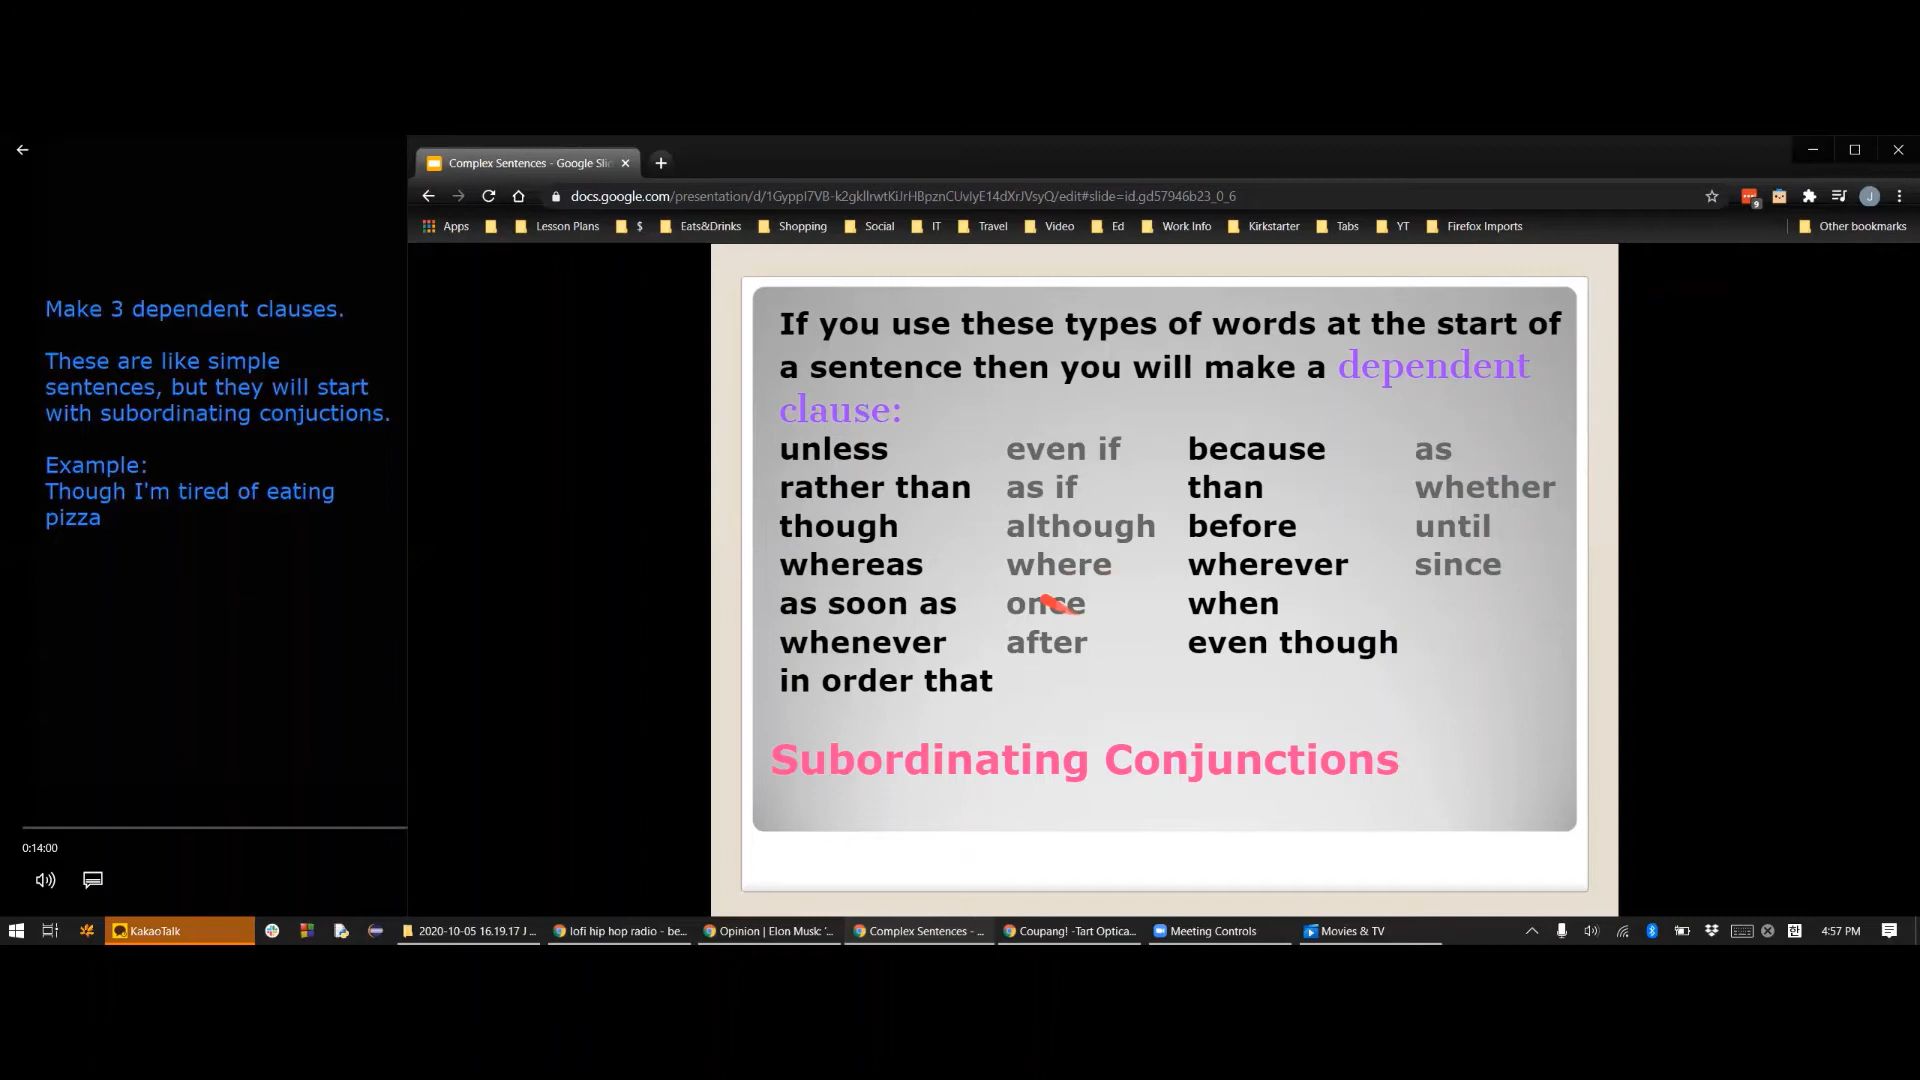 Complex Sentences - Google Sli
docs.google.com/presentation/d/1GyppI7VB-k2gkllrwtKiJrHBpznCUvlyE14dXrJVsyQ/edit#slide=id.gd57946b23_0_6
9
J
Apps Lesson Plans $ Eats&Drinks Shopping Social IT Travel Video Ed Work Info Kirkstarter Tabs YT Firefox Imports Other bookmarks
Make 3 dependent clauses.
These are like simple
sentences, but they will start
with subordinating conjuctions.
Example:
Though I'm tired of eating
pizza
0:14:00
If you use these types of words at the start of
a sentence then you will make a dependent
clause:
unless even if because as
rather than as if than whether
though although before until
whereas where wherever since
as soon as once when
whenever after even though
in order that
Subordinating Conjunctions
KakaoTalk 2020-10-05 16.19.17 J ... lofi hip hop radio - be... Opinion | Elon Musk '... Complex Sentences - ... Coupang! -Tart Optica... Meeting Controls Movies & TV 한 4:57 PM